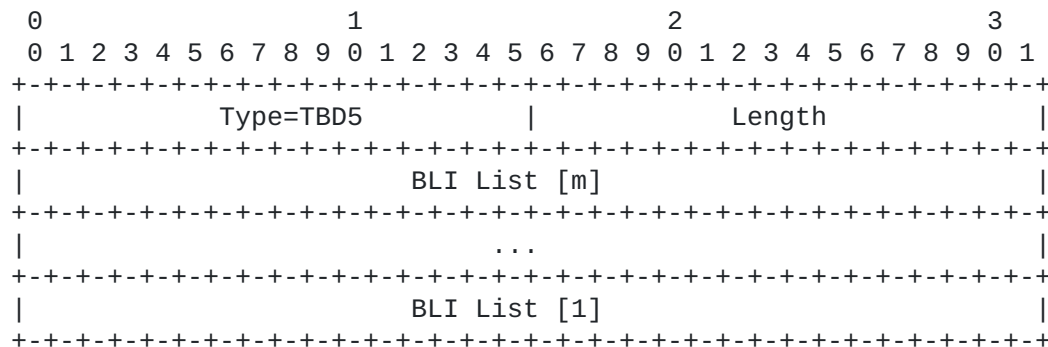 0                   1                   2                   3
 0 1 2 3 4 5 6 7 8 9 0 1 2 3 4 5 6 7 8 9 0 1 2 3 4 5 6 7 8 9 0 1
+-+-+-+-+-+-+-+-+-+-+-+-+-+-+-+-+-+-+-+-+-+-+-+-+-+-+-+-+-+-+-+-+
|            Type=TBD5           |            Length             |
+-+-+-+-+-+-+-+-+-+-+-+-+-+-+-+-+-+-+-+-+-+-+-+-+-+-+-+-+-+-+-+-+
|                        BLI List [m]                           |
+-+-+-+-+-+-+-+-+-+-+-+-+-+-+-+-+-+-+-+-+-+-+-+-+-+-+-+-+-+-+-+-+
|                             ...                               |
+-+-+-+-+-+-+-+-+-+-+-+-+-+-+-+-+-+-+-+-+-+-+-+-+-+-+-+-+-+-+-+-+
|                        BLI List [1]                           |
+-+-+-+-+-+-+-+-+-+-+-+-+-+-+-+-+-+-+-+-+-+-+-+-+-+-+-+-+-+-+-+-+